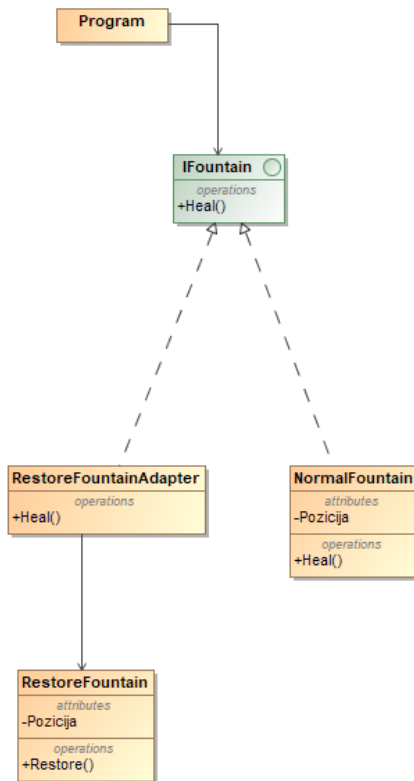 Program
IFountain
operations
+Heal()
RestoreFountainAdapter
operations
+Heal()
NormalFountain
attributes
-Pozicija
operations
+Heal()
RestoreFountain
attributes
-Pozicija
operations
+Restore()